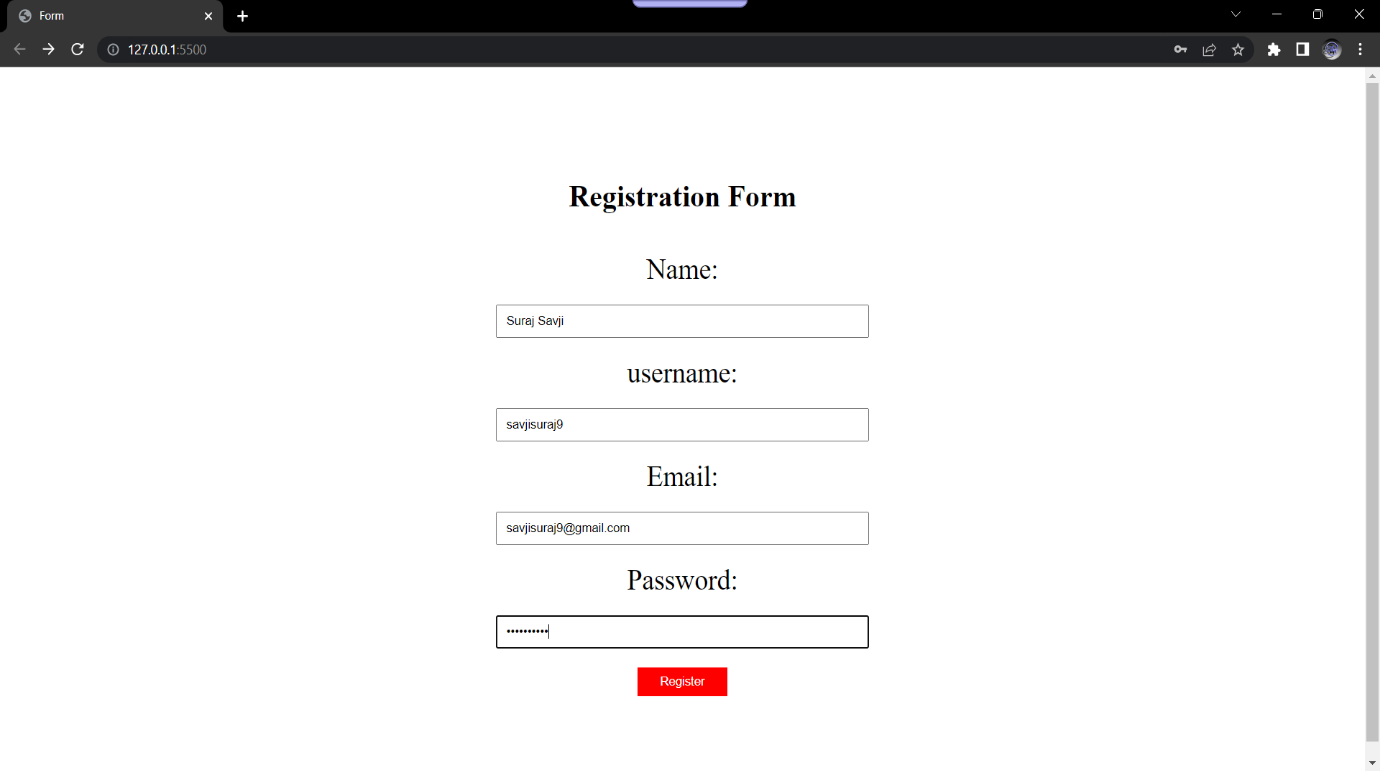 Form
127.0.0.1:5500
Registration Form
Name:
Suraj Savji
username:
savjisuraj9
Email:
savjisuraj9@gmail.com
Password:
••••••••••
Register